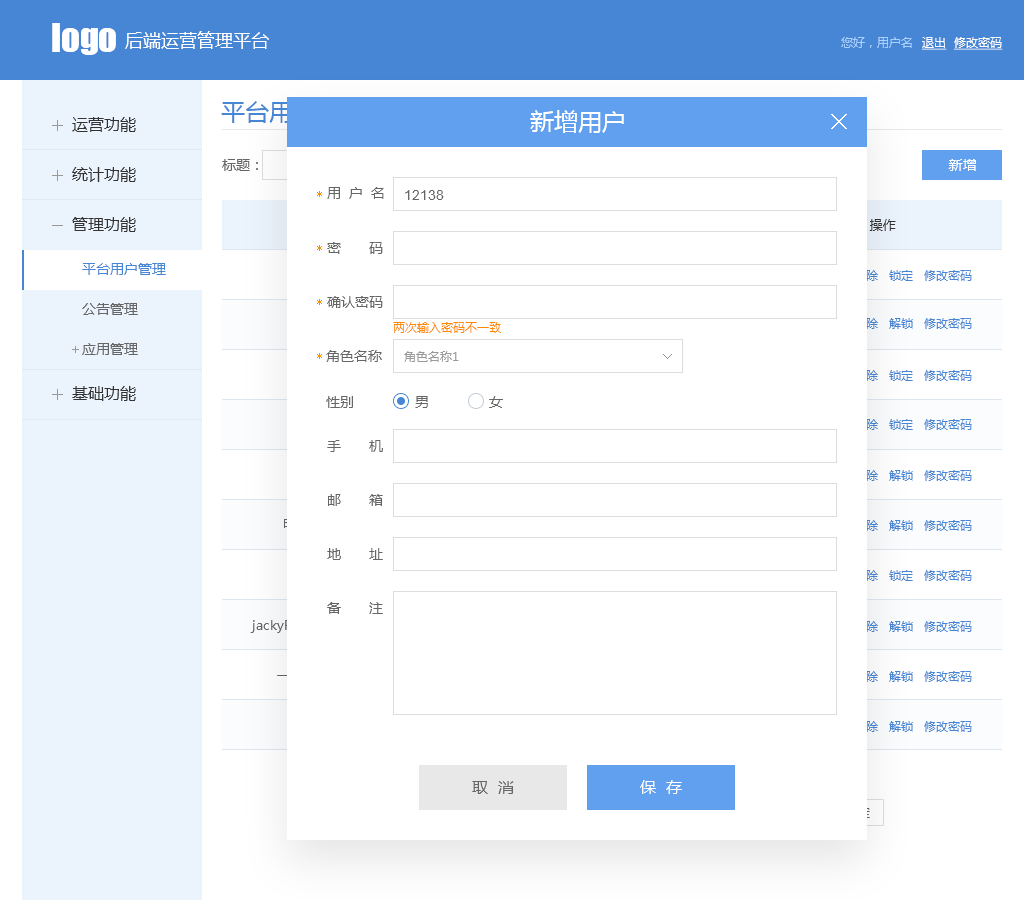 logo 后端运营管理平台
您好，用户名 退出 修改密码
+ 运营功能
+ 统计功能
— 管理功能
平台用户管理
公告管理
+ 应用管理
+ 基础功能
平台用
标题：
新增
操作
除 锁定 修改密码
除 解锁 修改密码
除 锁定 修改密码
除 锁定 修改密码
除 解锁 修改密码
除 解锁 修改密码
除 锁定 修改密码
jacky
除 解锁 修改密码
一
除 解锁 修改密码
除 解锁 修改密码
新增用户
* 用户名 12138
* 密码
* 确认密码
两次输入密码不一致
* 角色名称 角色名称1
性别 男 女
手机
邮箱
地址
备注
取消 保存